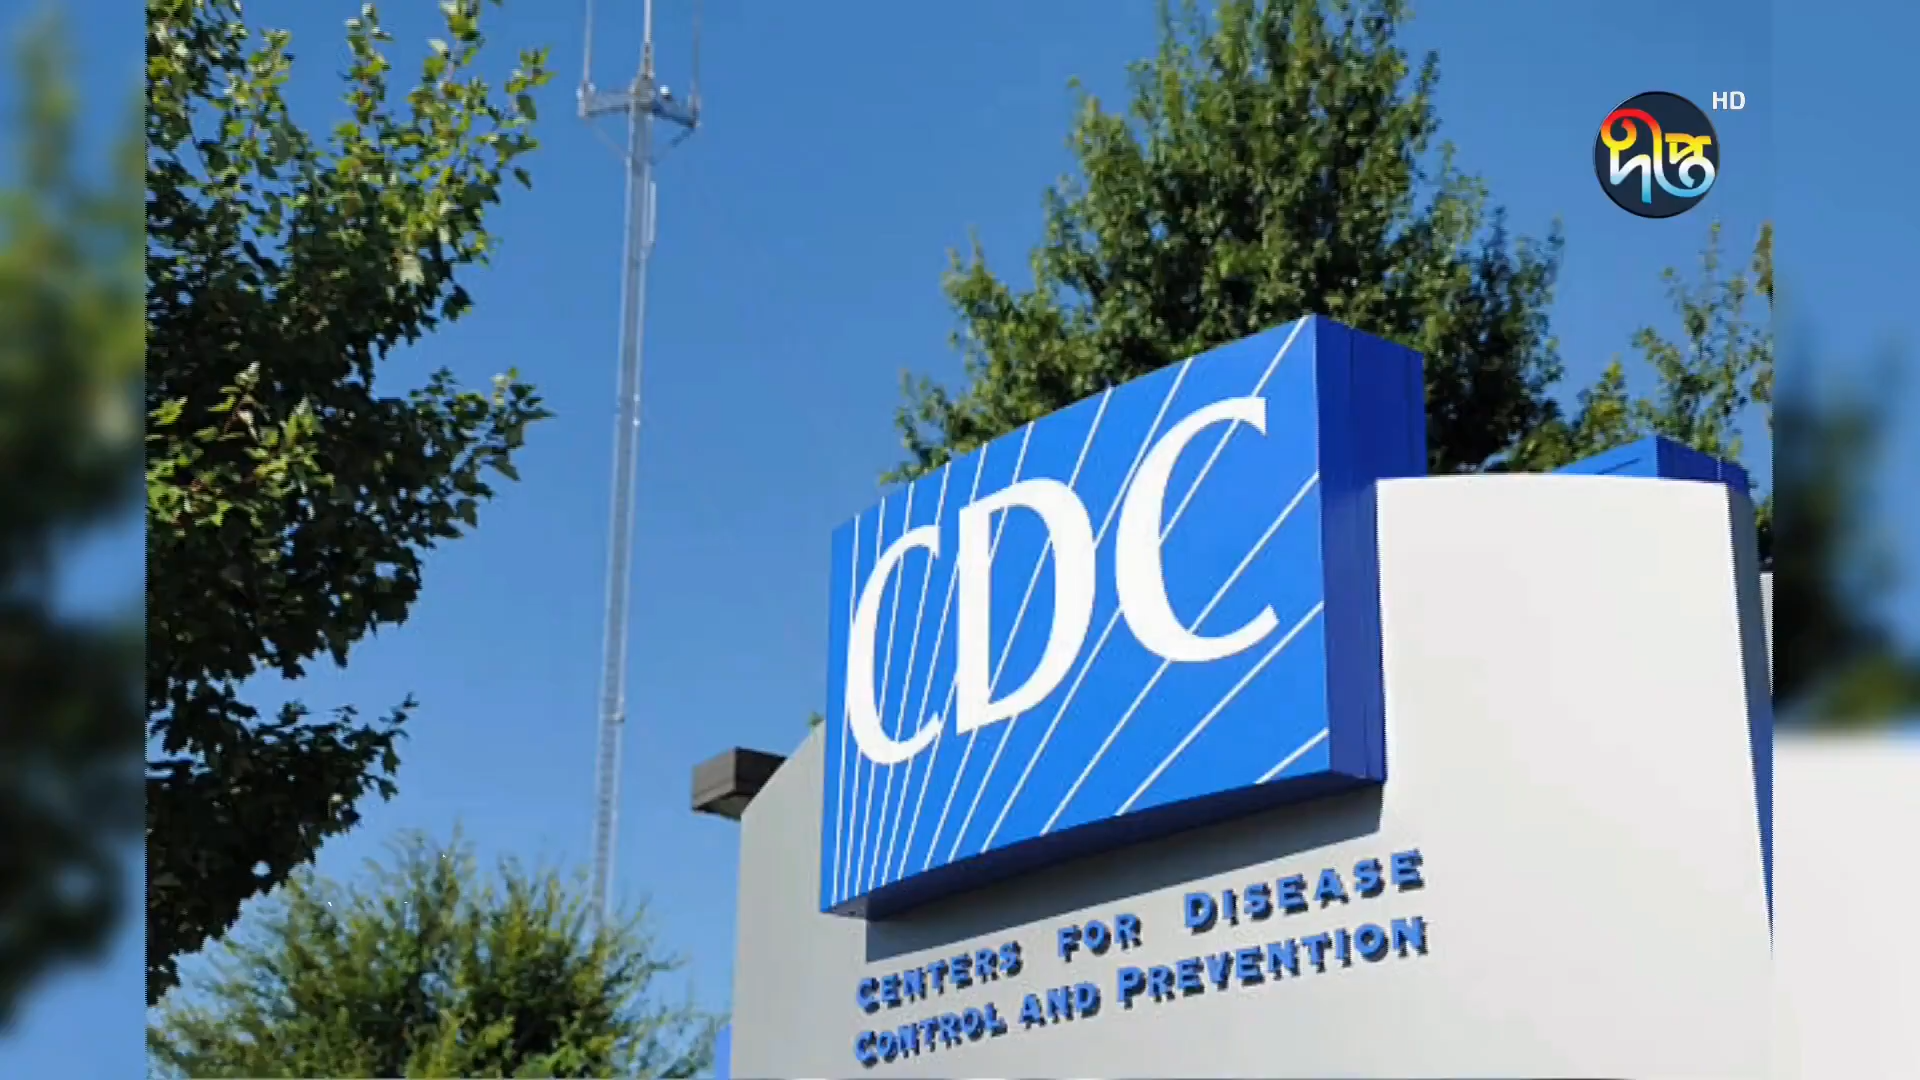 HD
দীপ্ত
CDC
CENTERS FOR DISEASE
CONTROL AND PREVENTION